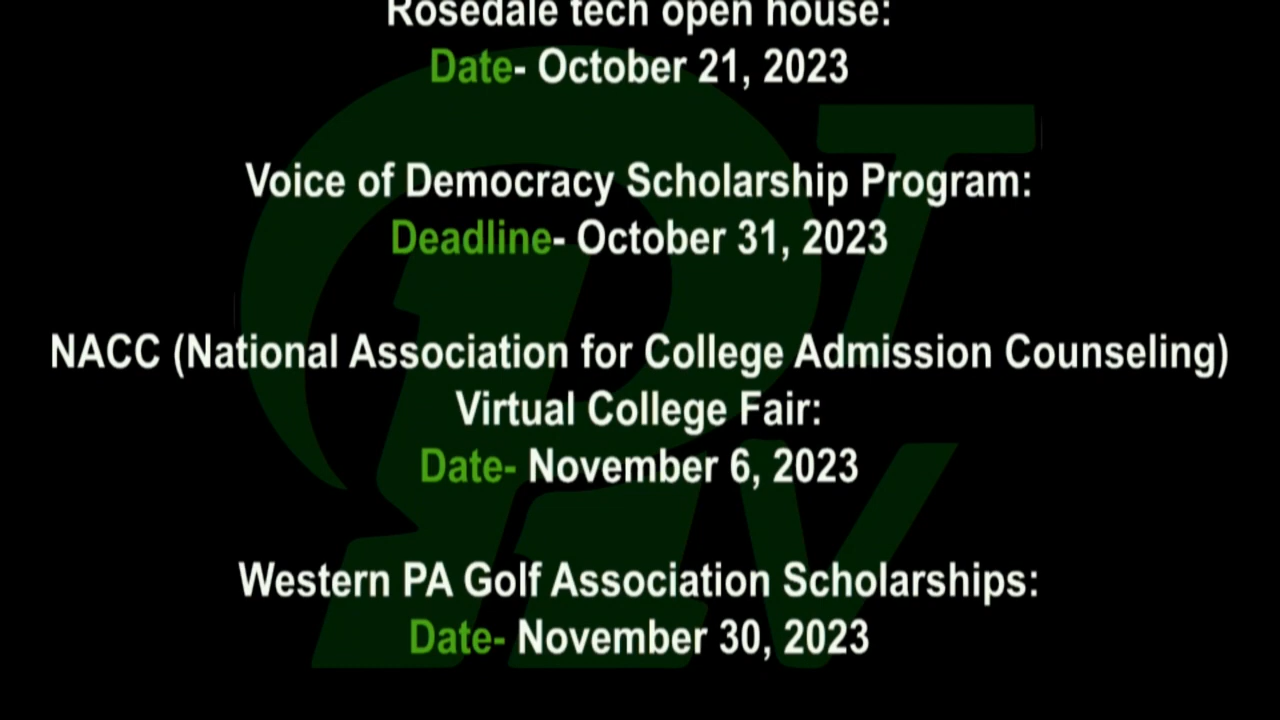 Rosedale tech open house:
Date- October 21, 2023
Voice of Democracy Scholarship Program:
Deadline- October 31, 2023
NACC (National Association for College Admission Counseling)
Virtual College Fair:
Date- November 6, 2023
Western PA Golf Association Scholarships:
Date- November 30, 2023